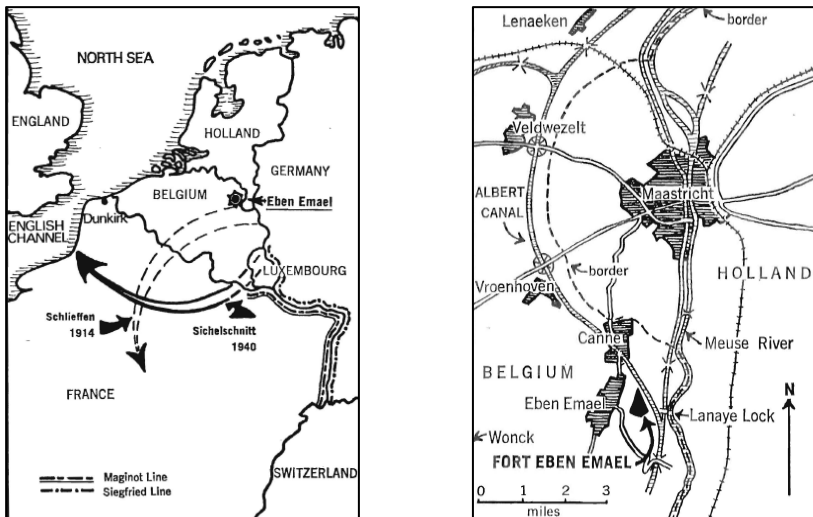 NORTH SEA
ENGLAND
HOLLAND
GERMANY
BELGIUM
Eben Emael
Dunkirk
ENGLISH
CHANNEL
LUXEMBOURG
Schlieffen
1914
Sichelschnitt
1940
FRANCE
SWITZERLAND
Maginot Line
Siegfried Line
Lenaeken
border
Veldwezelt
Maastricht
ALBERT
CANAL
border
HOLLAND
Vroenhoven
Canne
Meuse River
BELGIUM
N
Eben Emael
Lanaye Lock
Wonck
FORT EBEN EMAEL
0 1 2 3
miles